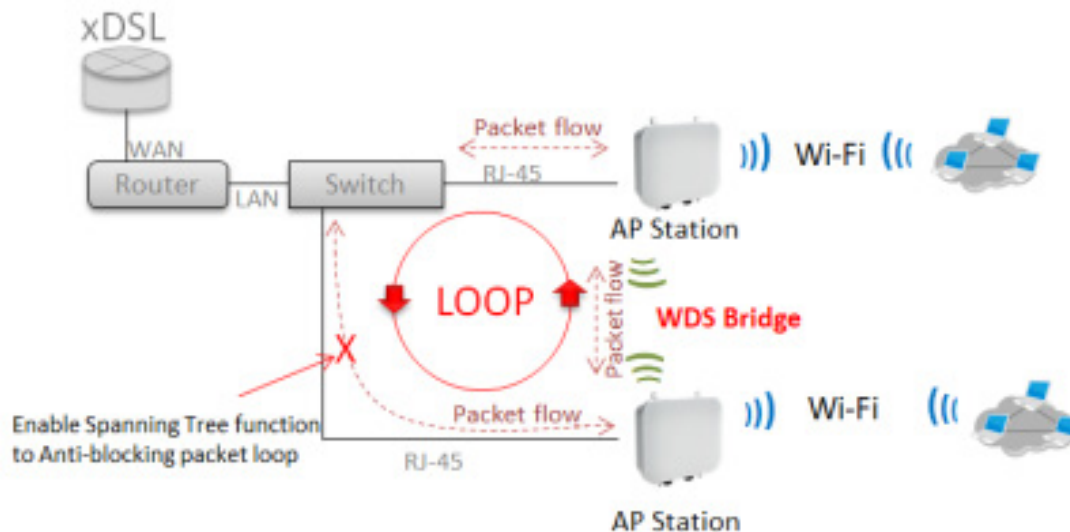 xDSL
WAN
Router
LAN
Switch
Packet flow
RJ-45
AP Station
Wi-Fi
LOOP
Packet flow
WDS Bridge
X
Enable Spanning Tree function
to Anti-blocking packet loop
Packet flow
RJ-45
AP Station
Wi-Fi